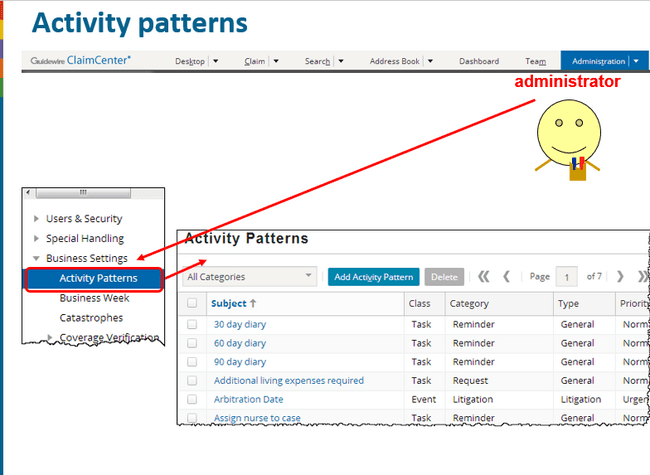 Activity patterns
Guidewire ClaimCenter® Desktop Claim Search Address Book Dashboard Team Administration
administrator
Users & Security
Special Handling
Business Settings
Activity Patterns
Business Week
Catastrophes
Coverage Verification
Activity Patterns
All Categories Add Activity Pattern Delete Page 1 of 7
Subject Class Category Type Priority
30 day diary Task Reminder General Norm
60 day diary Task Reminder General Norm
90 day diary Task Reminder General Norm
Additional living expenses required Task Request General Norm
Arbitration Date Event Litigation Litigation Urgen
Assign nurse to case Task Reminder General Norm